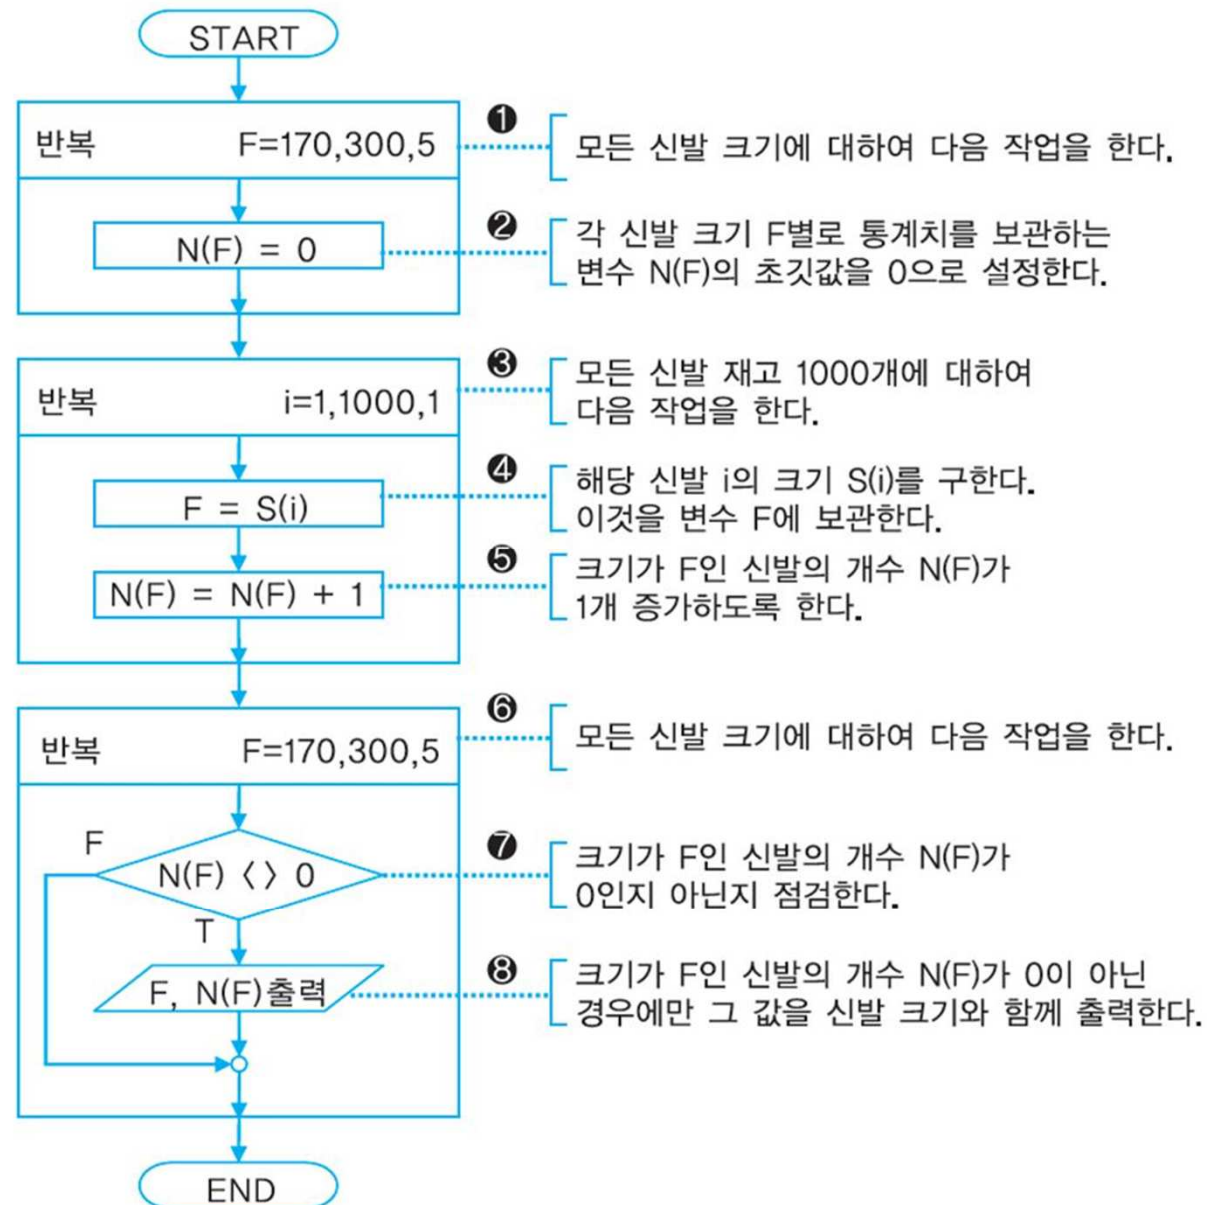 START
반복 F=170,300,5
❶
모든 신발 크기에 대하여 다음 작업을 한다.
N(F) = 0
❷
각 신발 크기 F별로 통계치를 보관하는
변수 N(F)의 초깃값을 0으로 설정한다.
반복 i=1,1000,1
❸
모든 신발 재고 1000개에 대하여
다음 작업을 한다.
F = S(i)
❹
해당 신발 i의 크기 S(i)를 구한다.
이것을 변수 F에 보관한다.
N(F) = N(F) + 1
❺
크기가 F인 신발의 개수 N(F)가
1개 증가하도록 한다.
반복 F=170,300,5
❻
모든 신발 크기에 대하여 다음 작업을 한다.
F
N(F) 〈 〉 0
T
❼
크기가 F인 신발의 개수 N(F)가
0인지 아닌지 점검한다.
F, N(F)출력
❽
크기가 F인 신발의 개수 N(F)가 0이 아닌
경우에만 그 값을 신발 크기와 함께 출력한다.
END